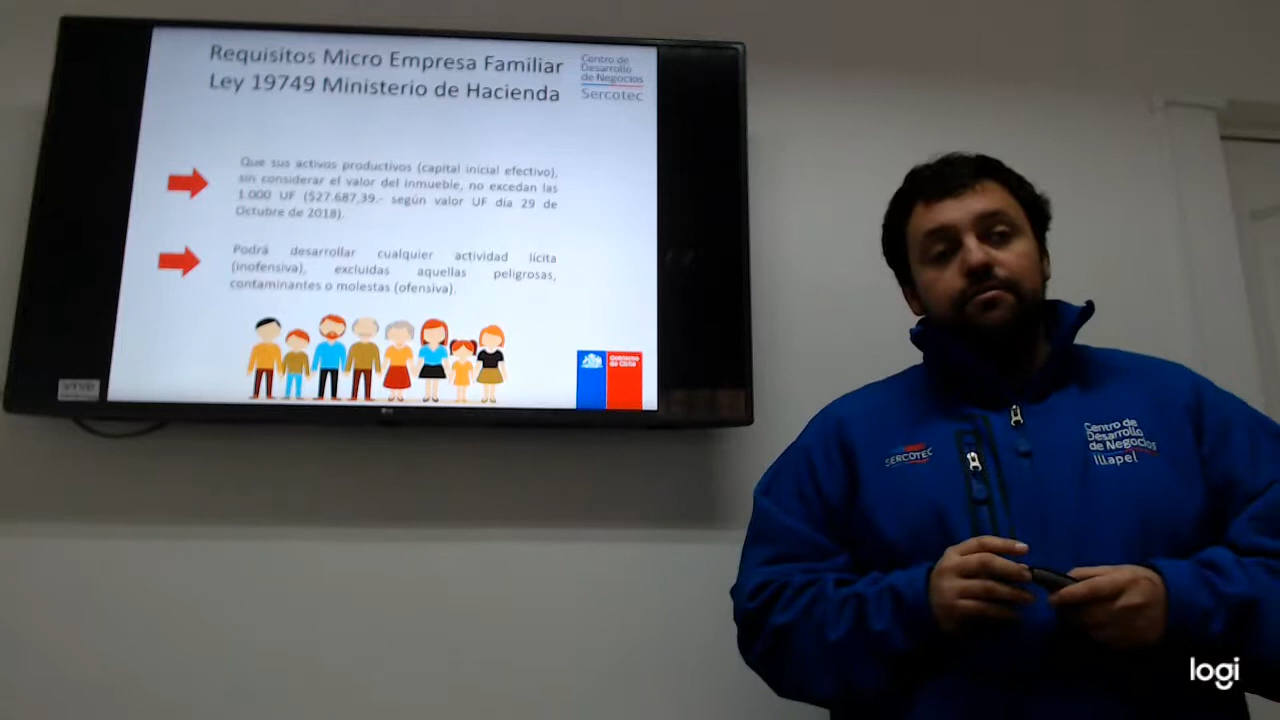 Requisitos Micro Empresa Familiar
Ley 19749 Ministerio de Hacienda
Centro de
Desarrollo
de Negocios
Sercotec
Que sus activos productivos (capital inicial efectivo),
sin considerar el valor del inmueble, no excedan las
1.000 UF ($27.687,39.- según valor UF día 29 de
Octubre de 2018).
Podrá desarrollar cualquier actividad lícita
(inofensiva), excluidas aquellas peligrosas,
contaminantes o molestas (ofensiva).
Gobierno
de Chile
LG
SERCOTEC
Centro de
Desarrollo
de Negocios
Illapel
logi